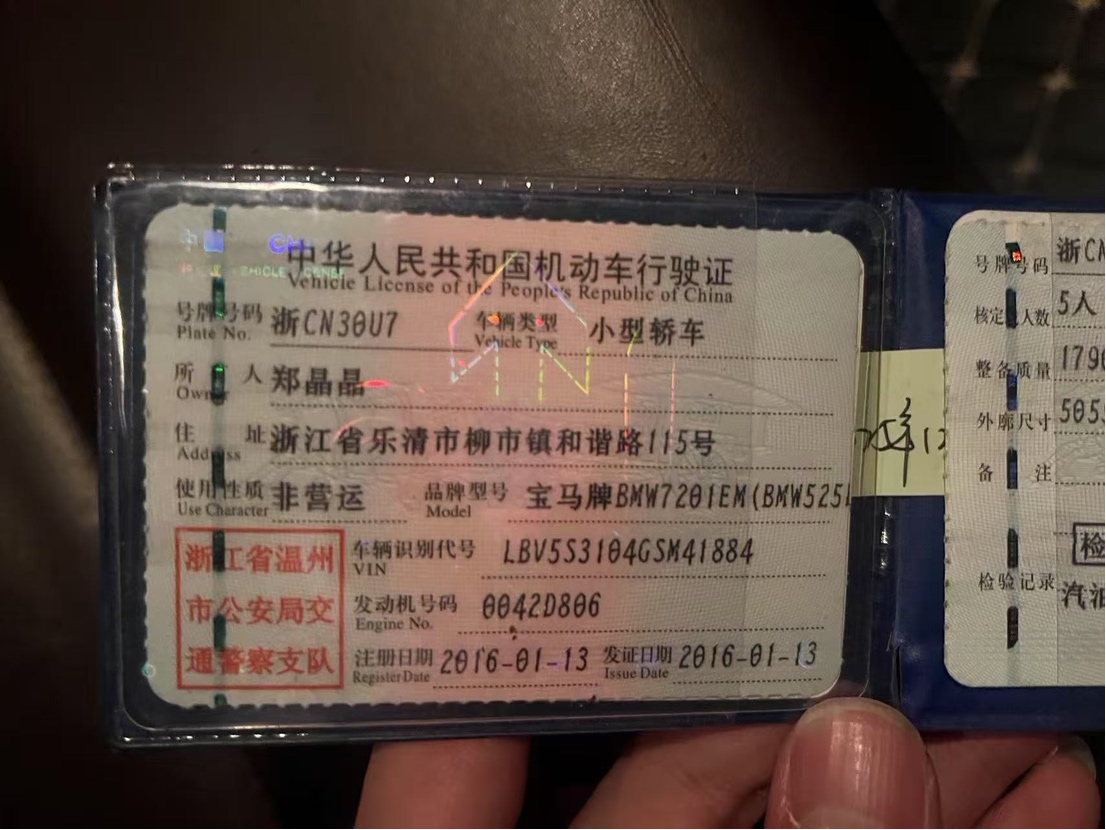 中华人民共和国机动车行驶证
Vehicle License of the People's Republic of China
号牌号码 浙CN30U7 车辆类型 小型轿车
Plate No. Vehicle Type
所 人 郑晶晶
Owner
住 址 浙江省乐清市柳市镇和谐路115号
Address
使用性质 非营运 品牌型号 宝马牌BMW7201EM(BMW525
Use Character Model
浙江省温州
市公安局交
通警察支队
车辆识别代号 LBV5S3104GSM41884
VIN
发动机号码 0042D806
Engine No.
注册日期 2016-01-13 发证日期 2016-01-13
Register Date Issue Date
号牌号码 浙CN
核定 人数 5人
整备质量 179
外廓尺寸 505
备 注
检验记录
检
汽油